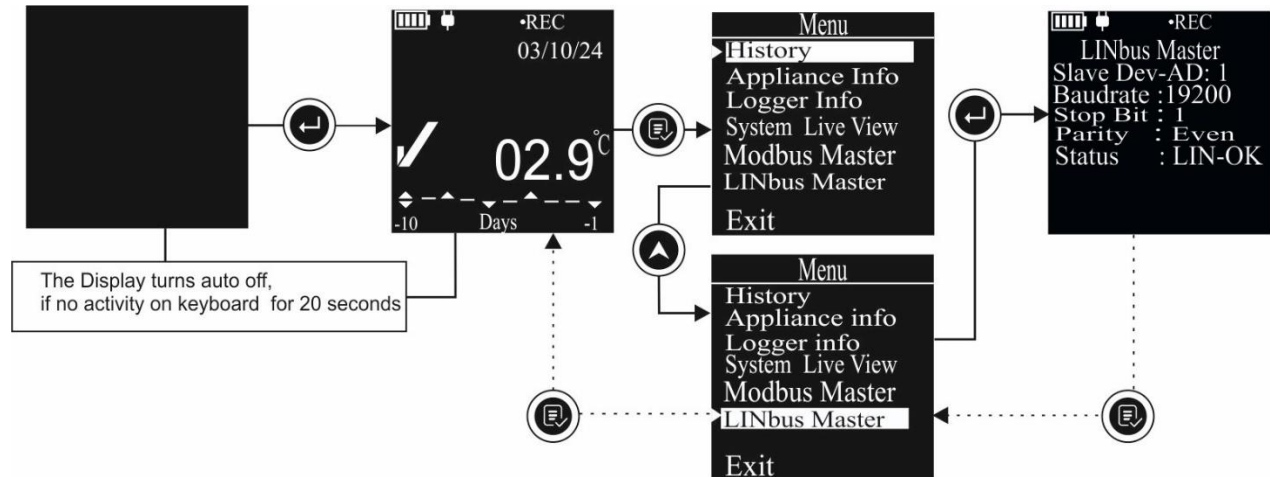 •REC
03/10/24
02.9°C
-10 Days -1
The Display turns auto off,
if no activity on keyboard for 20 seconds
Menu
History
Appliance Info
Logger Info
System Live View
Modbus Master
LINbus Master
Exit
Menu
History
Appliance info
Logger info
System Live View
Modbus Master
LINbus Master
Exit
•REC
LINbus Master
Slave Dev-AD: 1
Baudrate :19200
Stop Bit : 1
Parity : Even
Status : LIN-OK